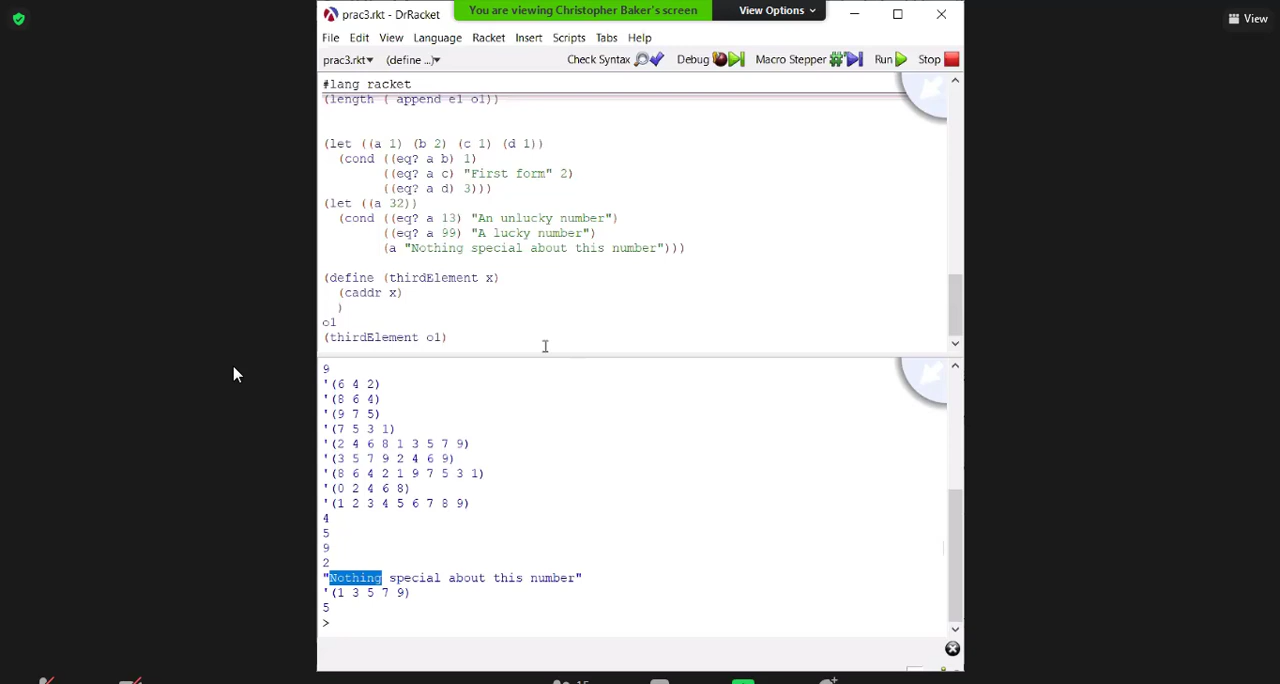 You are viewing Christopher Baker's screen
View Options
View
prac3.rkt - DrRacket
File Edit View Language Racket Insert Scripts Tabs Help
prac3.rkt (define ...) Check Syntax Debug Macro Stepper Run Stop
#lang racket
(length ( append e1 o1))
(let ((a 1) (b 2) (c 1) (d 1))
(cond ((eq? a b) 1)
((eq? a c) "First form" 2)
((eq? a d) 3)))
(let ((a 32))
(cond ((eq? a 13) "An unlucky number")
((eq? a 99) "A lucky number")
(a "Nothing special about this number")))
(define (thirdElement x)
(caddr x)
)
o1
(thirdElement o1)
9
'(6 4 2)
'(8 6 4)
'(9 7 5)
'(7 5 3 1)
'(2 4 6 8 1 3 5 7 9)
'(3 5 7 9 2 4 6 9)
'(8 6 4 2 1 9 7 5 3 1)
'(0 2 4 6 8)
'(1 2 3 4 5 6 7 8 9)
4
5
9
2
"Nothing special about this number"
'(1 3 5 7 9)
5
>
15